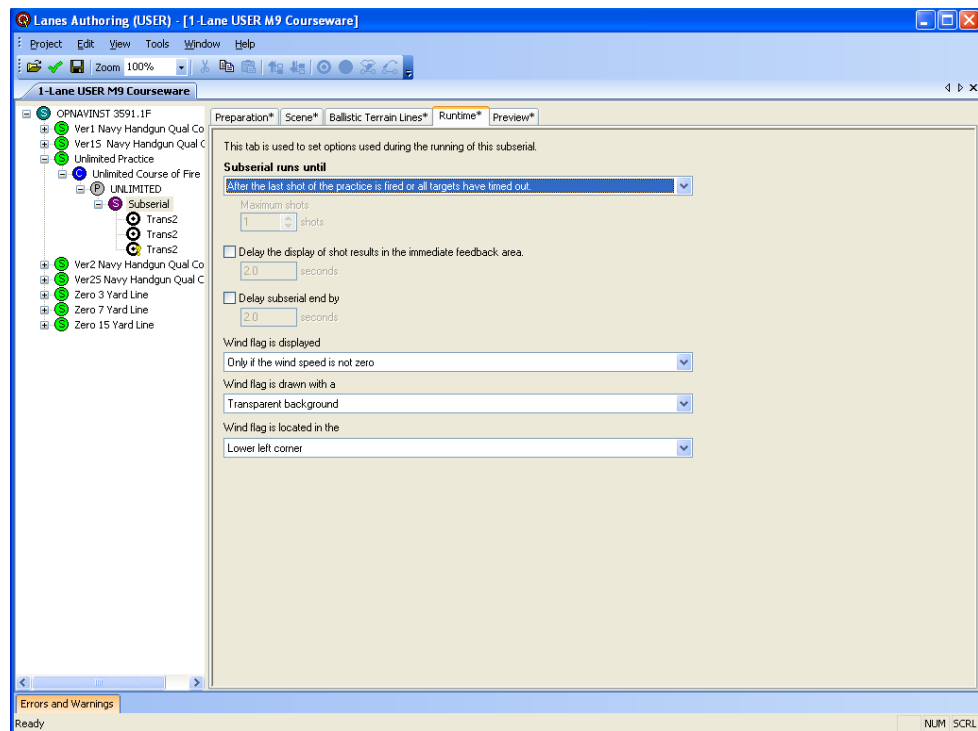 Lanes Authoring (USER) - [1-Lane USER M9 Courseware]
Project Edit View Tools Window Help
Zoom 100%
1-Lane USER M9 Courseware
OPNAVINST 3591.1F
Ver1 Navy Handgun Qual Co
Ver1S Navy Handgun Qual C
Unlimited Practice
Unlimited Course of Fire
UNLIMITED
Subserial
Trans2
Trans2
Trans2
Ver2 Navy Handgun Qual Co
Ver2S Navy Handgun Qual C
Zero 3 Yard Line
Zero 7 Yard Line
Zero 15 Yard Line
Preparation* Scene* Ballistic Terrain Lines* Runtime* Preview*
This tab is used to set options used during the running of this subserial.
Subserial runs until
After the last shot of the practice is fired or all targets have timed out.
Maximum shots
1 shots
Delay the display of shot results in the immediate feedback area.
2.0 seconds
Delay subserial end by
2.0 seconds
Wind flag is displayed
Only if the wind speed is not zero
Wind flag is drawn with a
Transparent background
Wind flag is located in the
Lower left corner
Errors and Warnings
Ready NUM SCRL